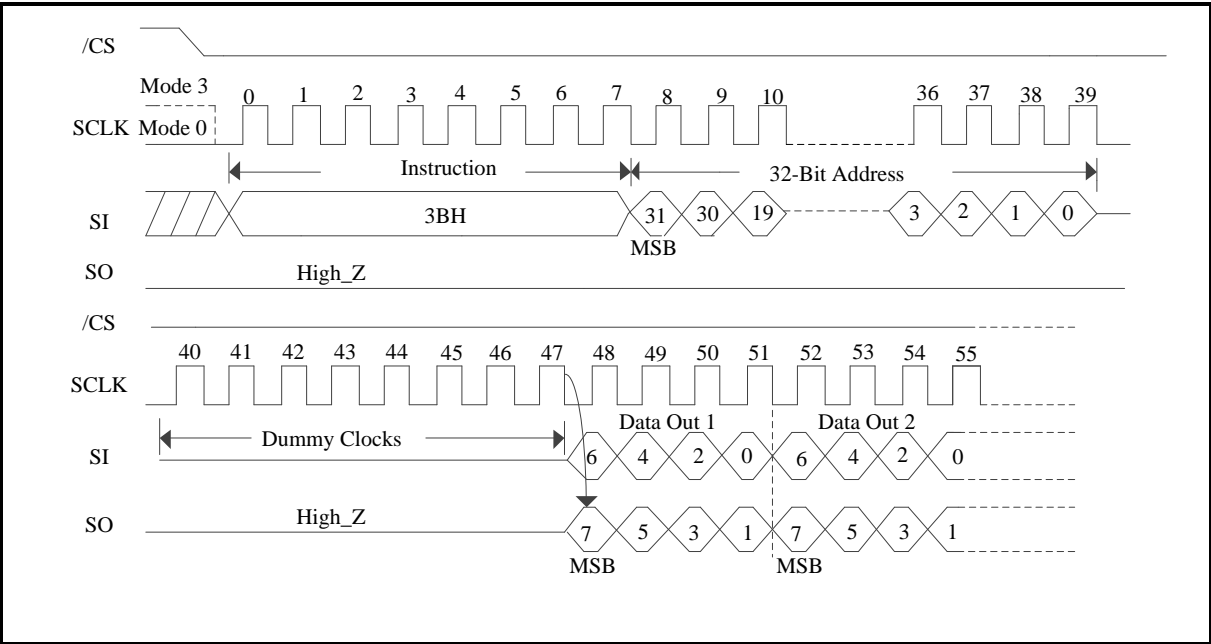 /CS
Mode 3
0 1 2 3 4 5 6 7 8 9 10 36 37 38 39
SCLK Mode 0
Instruction 32-Bit Address
SI 3BH 31 30 19 3 2 1 0
MSB
SO High_Z
/CS
40 41 42 43 44 45 46 47 48 49 50 51 52 53 54 55
SCLK
Dummy Clocks Data Out 1 Data Out 2
SI 6 4 2 0 6 4 2 0
SO High_Z 7 5 3 1 7 5 3 1
MSB MSB